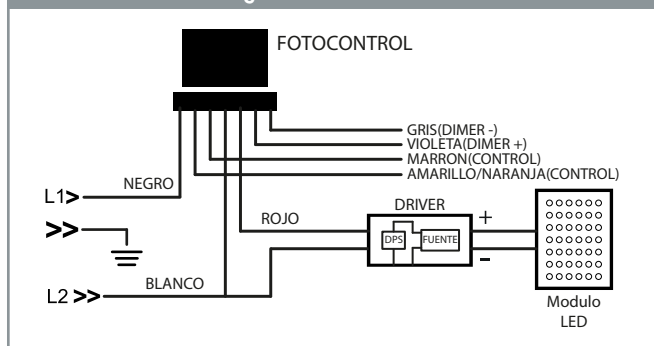 FOTOCONTROL
GRIS(DIMER -)
VIOLETA(DIMER +)
MARRON(CONTROL)
AMARILLO/NARANJA(CONTROL)
NEGRO
L1>
>>
ROJO
DRIVER
DPS
FUENTE
+
-
BLANCO
L2 >>
Modulo
LED